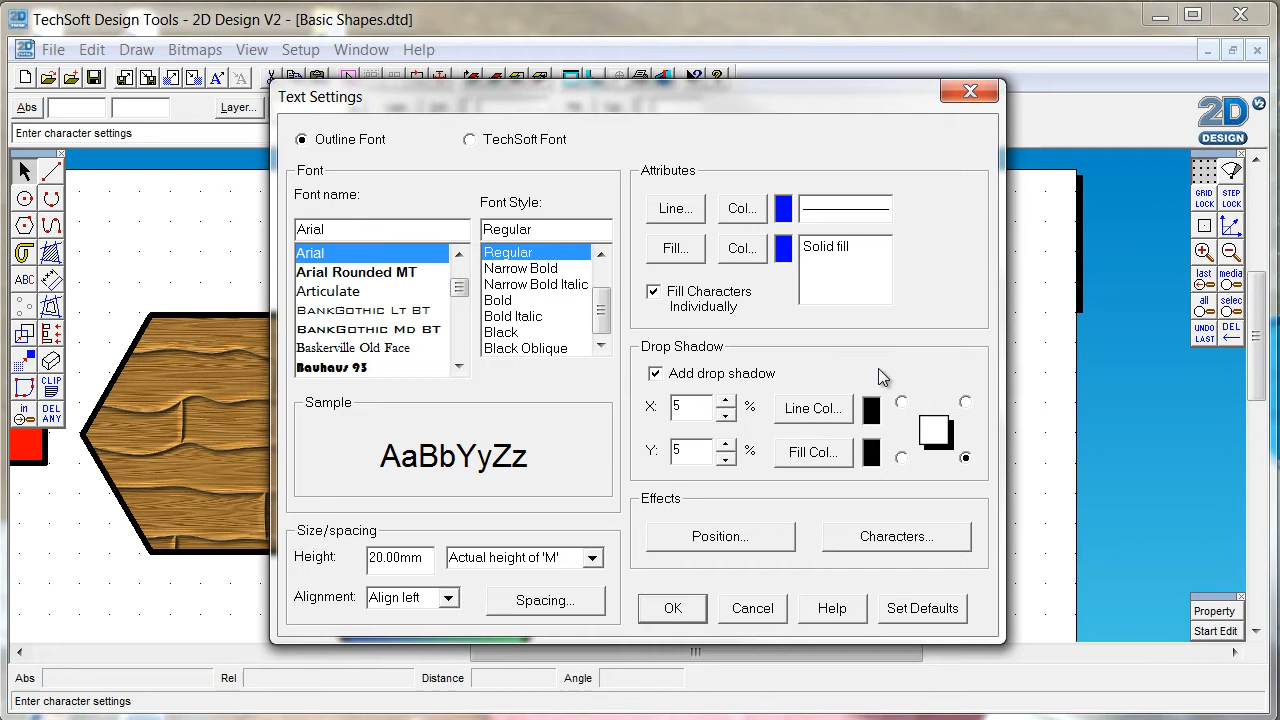 TechSoft Design Tools - 2D Design V2 - [Basic Shapes.dtd]
File Edit Draw Bitmaps View Setup Window Help
Abs
Layer...
Enter character settings
2D V2
DESIGN
Text Settings
Outline Font
TechSoft Font
Font
Font name:
Arial
Arial
Arial Rounded MT
Articulate
BankGothic Lt BT
BankGothic Md BT
Baskerville Old Face
Bauhaus 93
Font Style:
Regular
Regular
Narrow Bold
Narrow Bold Italic
Bold
Bold Italic
Black
Black Oblique
Sample
AaBbYyZz
Size/spacing
Height: 20.00mm Actual height of 'M'
Alignment: Align left Spacing...
Attributes
Line... Col...
Fill... Col... Solid fill
Fill Characters
Individually
Drop Shadow
Add drop shadow
X: 5 % Line Col...
Y: 5 % Fill Col...
Effects
Position... Characters...
OK Cancel Help Set Defaults
ABC
CLIP
in
DEL
ANY
GRID
LOCK
STEP
LOCK
last
media
all
selec
UNDO
LAST
DEL
Property
Start Edit
Abs Rel Distance Angle
Enter character settings